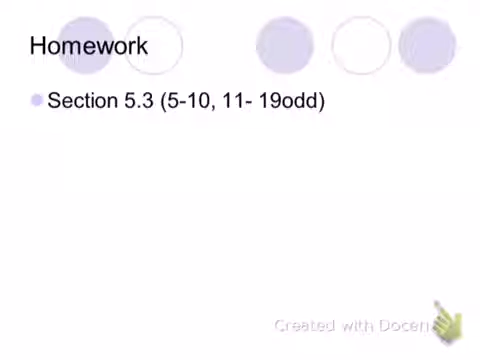 Homework
Section 5.3 (5-10, 11- 19odd)
Created with Docen